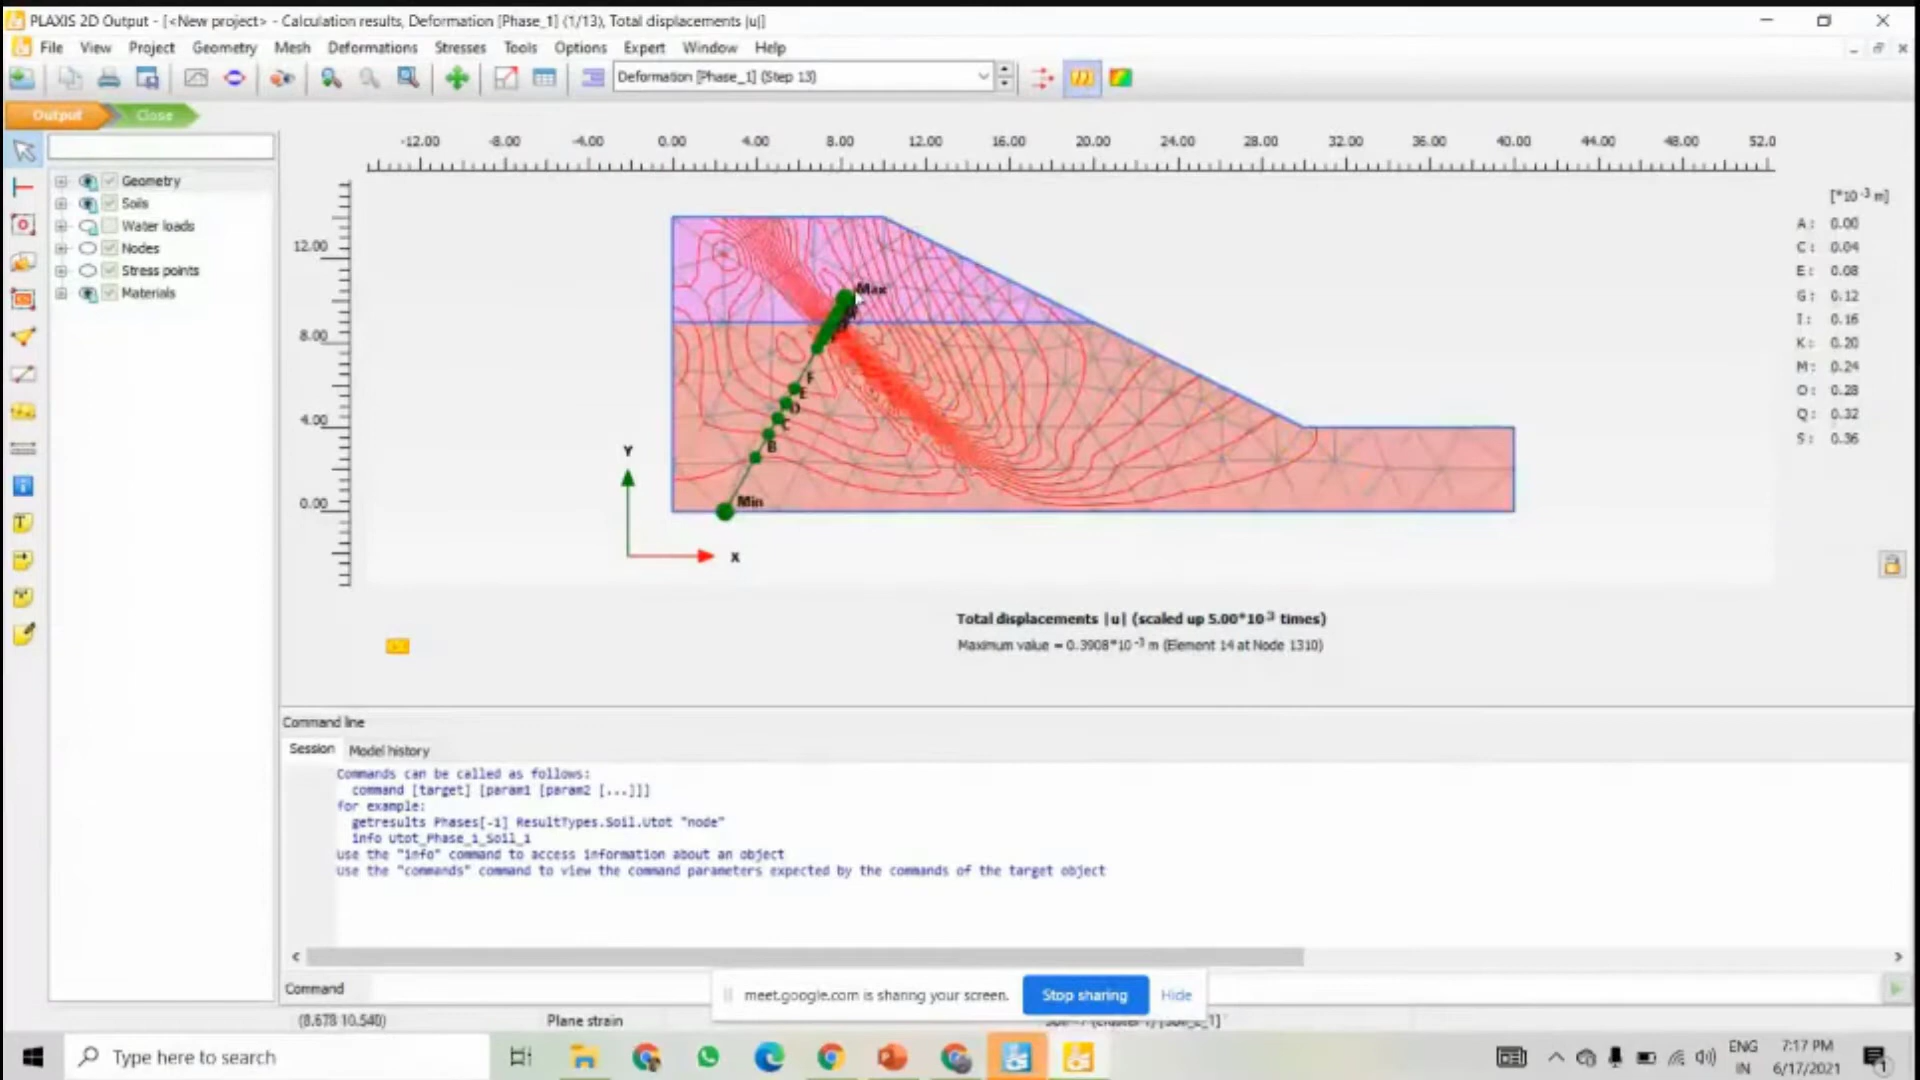 PLAXIS 2D Output - [<New project> - Calculation results, Deformation [Phase_1] (1/13), Total displacements |u|]
File View Project Geometry Mesh Deformations Stresses Tools Options Expert Window Help
Deformation [Phase_1] (Step 13)
Output Close
-12.00 -8.00 -4.00 0.00 4.00 8.00 12.00 16.00 20.00 24.00 28.00 32.00 36.00 40.00 44.00 48.00 52.0
Geometry
Soils
Water loads
Nodes
Stress points
Materials
12.00
8.00
4.00
0.00
Max
F
E
D
C
B
Min
Y
X
[*10 -3 m]
A: 0.00
C: 0.04
E: 0.08
G: 0.12
I: 0.16
K: 0.20
M: 0.24
O: 0.28
Q: 0.32
S: 0.36
Total displacements |u| (scaled up 5.00*10 3 times)
Maximum value = 0.3908*10 -3 m (Element 14 at Node 1310)
Command line
Session Model history
Commands can be called as follows:
command [target] [param1 [param2 [...]]]
for example:
getresults Phases[-1] ResultTypes.Soil.Utot "node"
info Utot_Phase_1_Soil_1
Use the "info" command to access information about an object
Use the "commands" command to view the command parameters expected by the commands of the target object
Command
meet.google.com is sharing your screen. Stop sharing Hide
(8.678 10.540) Plane strain
Type here to search
ENG
IN
7:17 PM
6/17/2021
1